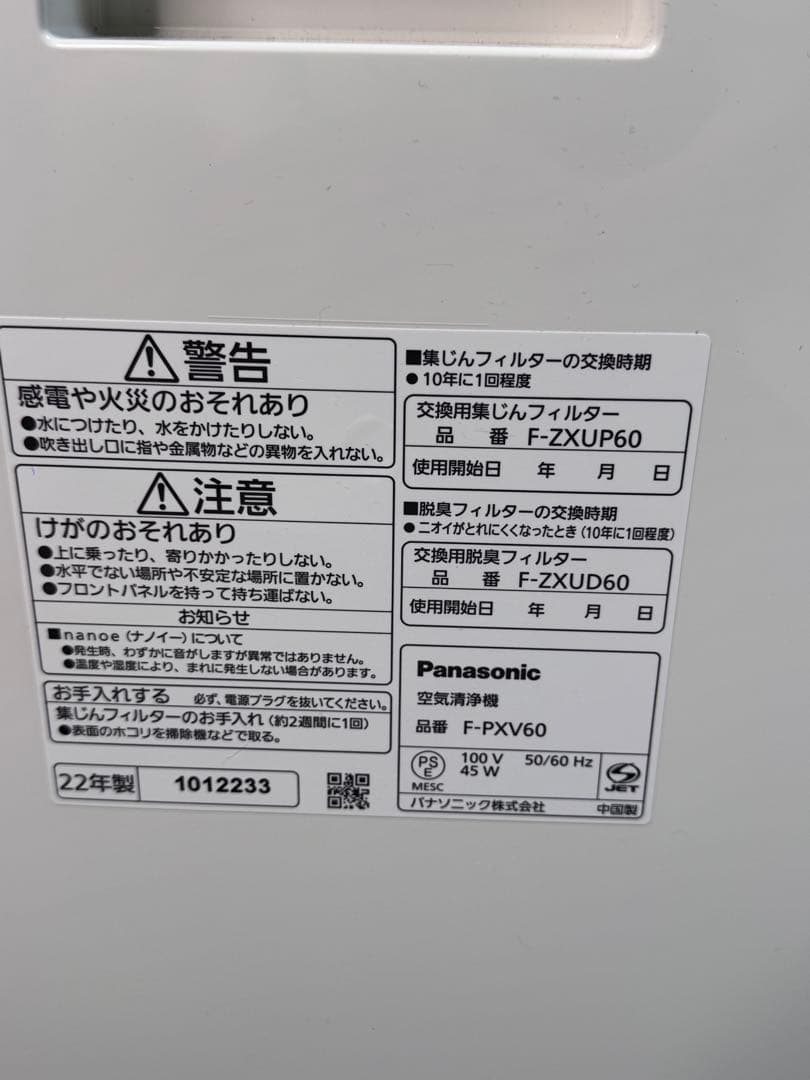 ⚠警告
感電や火災のおそれあり
●水につけたり、水をかけたりしない。
●吹き出し口に指や金属物などの異物を入れない。
⚠注意
けがのおそれあり
●上に乗ったり、寄りかかったりしない。
●水平でない場所や不安定な場所に置かない。
●フロントパネルを持って持ち運ばない。
お知らせ
■nanoe(ナノイー)について
●発生時、わずかに音がしますが異常ではありません。
●温度や湿度により、まれに発生しない場合があります。
お手入れする 必ず、電源プラグを抜いてください。
集じんフィルターのお手入れ(約2週間に1回)
●表面のホコリを掃除機などで取る。
22年製 1012233
■集じんフィルターの交換時期
●10年に1回程度
交換用集じんフィルター
品番 F-ZXUP60
使用開始日 年 月 日
■脱臭フィルターの交換時期
●ニオイがとれにくくなったとき(10年に1回程度)
交換用脱臭フィルター
品番 F-ZXUD60
使用開始日 年 月 日
Panasonic
空気清浄機
品番 F-PXV60
PS
E
MESC
100 V 50/60 Hz
45 W
JET
パナソニック株式会社 中国製